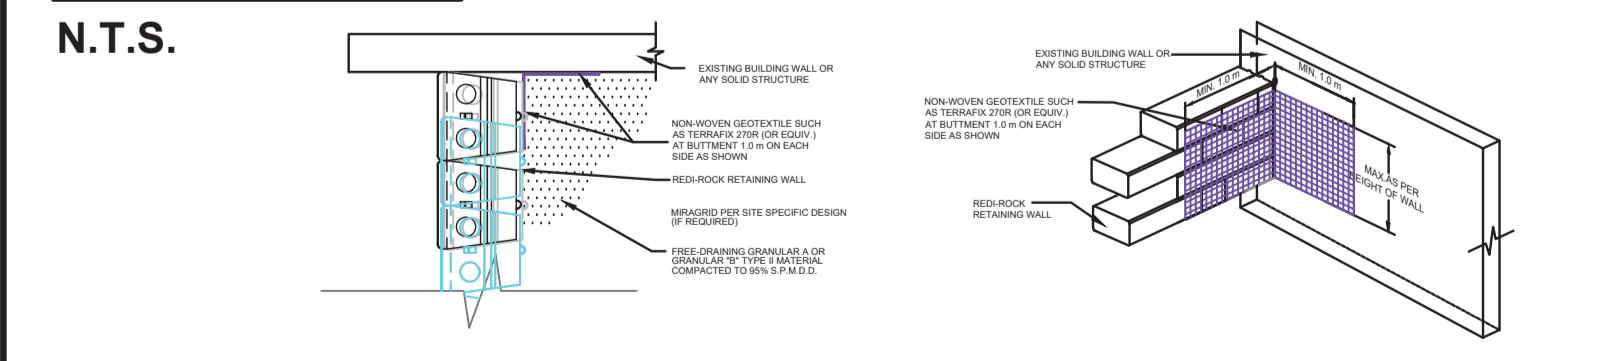 N.T.S.
EXISTING BUILDING WALL OR
ANY SOLID STRUCTURE
NON-WOVEN GEOTEXTILE SUCH
AS TERRAFIX 270R (OR EQUIV.)
AT BUTTMENT 1.0 m ON EACH
SIDE AS SHOWN
REDI-ROCK RETAINING WALL
MIRAGRID PER SITE SPECIFIC DESIGN
(IF REQUIRED)
FREE-DRAINING GRANULAR A OR
GRANULAR "B" TYPE II MATERIAL
COMPACTED TO 95% S.P.M.D.D.
EXISTING BUILDING WALL OR
ANY SOLID STRUCTURE
MIN. 1.0 m
MIN. 1.0 m
NON-WOVEN GEOTEXTILE SUCH
AS TERRAFIX 270R (OR EQUIV.)
AT BUTTMENT 1.0 m ON EACH
SIDE AS SHOWN
MAX.AS PER
HEIGHT OF WALL
REDI-ROCK
RETAINING WALL